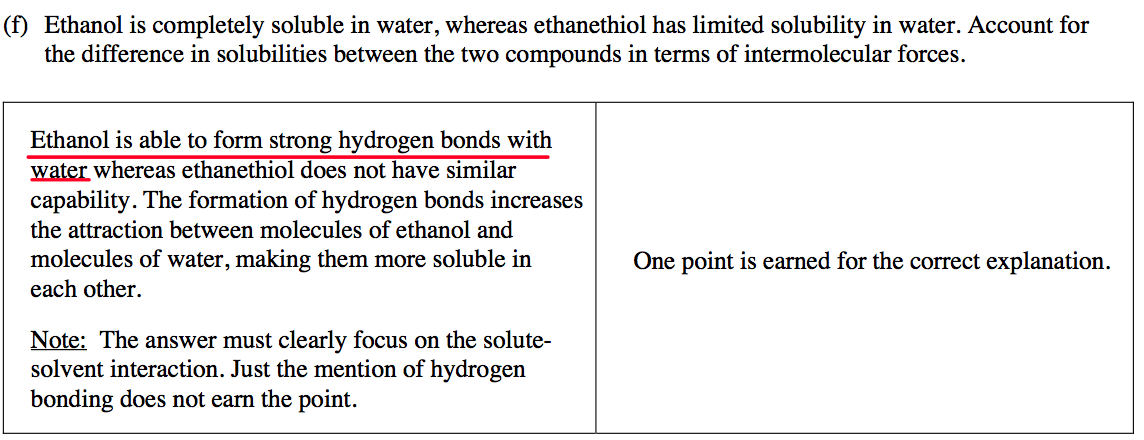 (f) Ethanol is completely soluble in water, whereas ethanethiol has limited solubility in water. Account for
the difference in solubilities between the two compounds in terms of intermolecular forces.
Ethanol is able to form strong hydrogen bonds with
water whereas ethanethiol does not have similar
capability. The formation of hydrogen bonds increases
the attraction between molecules of ethanol and
molecules of water, making them more soluble in
each other.
Note: The answer must clearly focus on the solute-
solvent interaction. Just the mention of hydrogen
bonding does not earn the point.
One point is earned for the correct explanation.